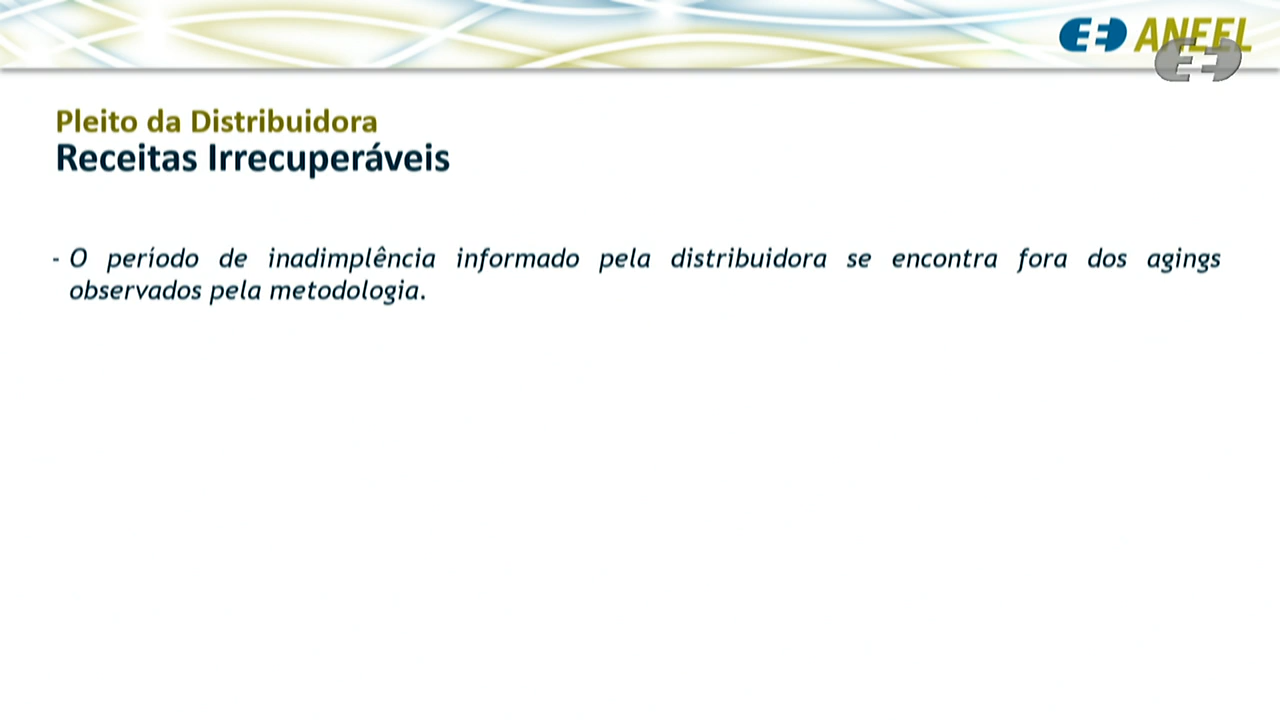 ANEEL
Pleito da Distribuidora
Receitas Irrecuperáveis
- O período de inadimplência informado pela distribuidora se encontra fora dos agings
observados pela metodologia.